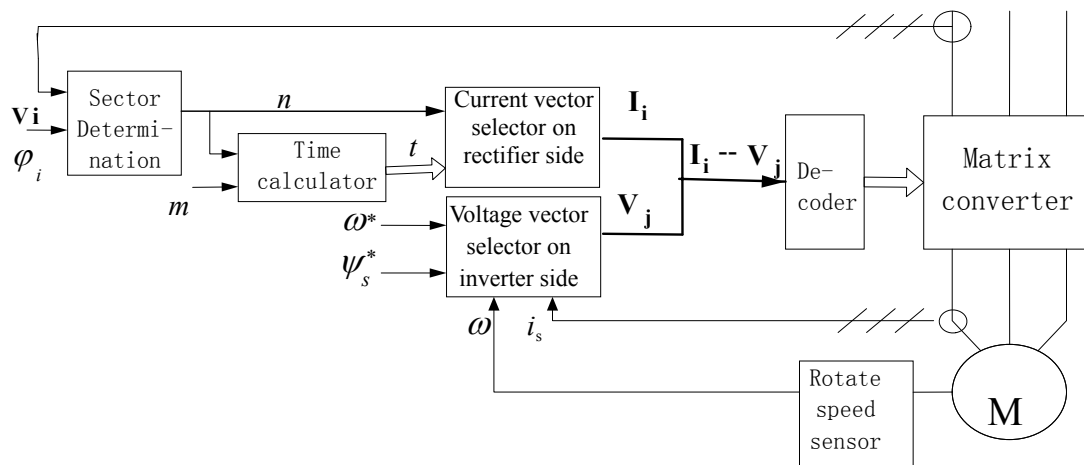 Vi
φi
Sector
Determi-
nation
n
m
Time
calculator
t
Current vector
selector on
rectifier side
Ii
ω*
ψs*
Voltage vector
selector on
inverter side
Vj
ω
is
Ii -- Vj
De-
coder
Matrix
converter
Rotate
speed
sensor
M